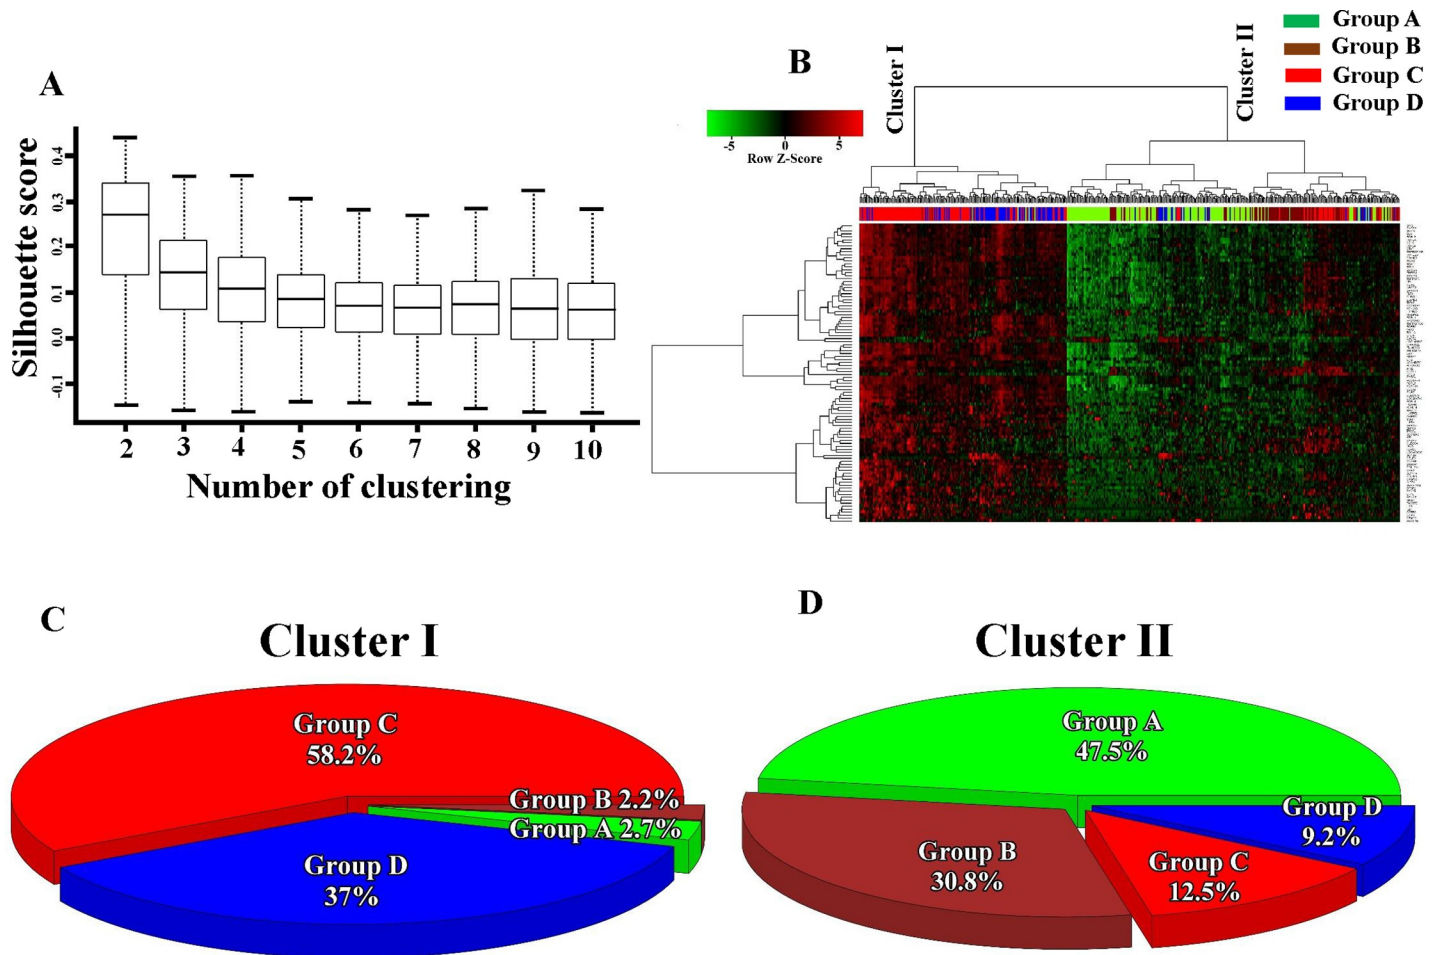 A
Silhouette score
0.4
0.3
0.2
0.1
0.0
-0.1
2 3 4 5 6 7 8 9 10
Number of clustering
B
Cluster I
Cluster II
Group A
Group B
Group C
Group D
-5 0 5
Row Z-Score
C
Cluster I
Group C
58.2%
Group B 2.2%
Group A 2.7%
Group D
37%
D
Cluster II
Group A
47.5%
Group D
9.2%
Group B
30.8%
Group C
12.5%